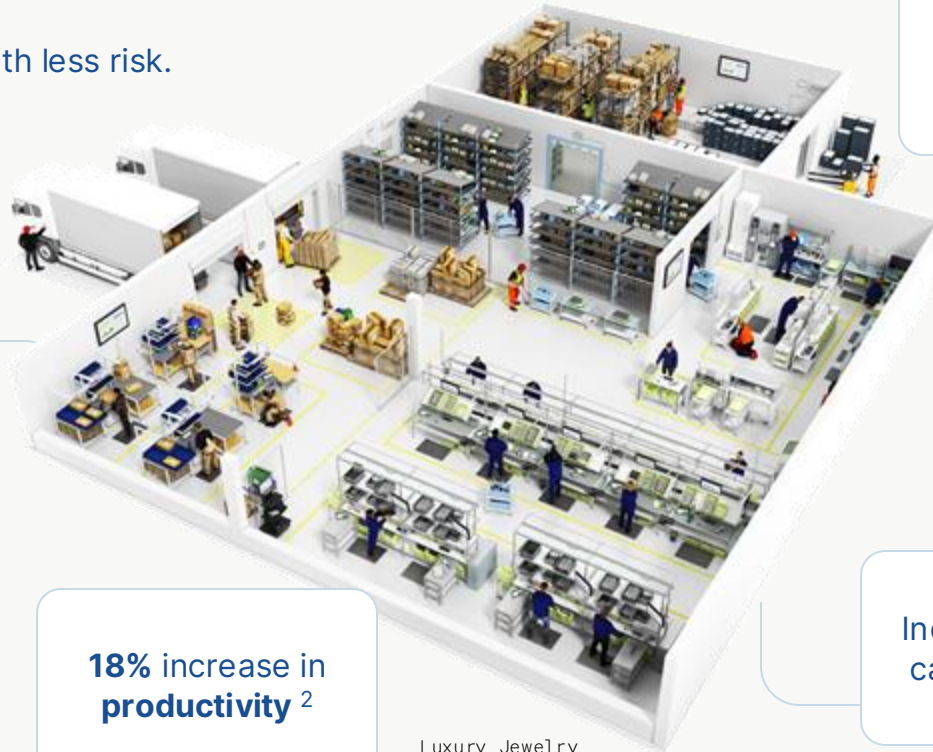 th less risk.
18% increase in
productivity 2
Luxury Jewelry